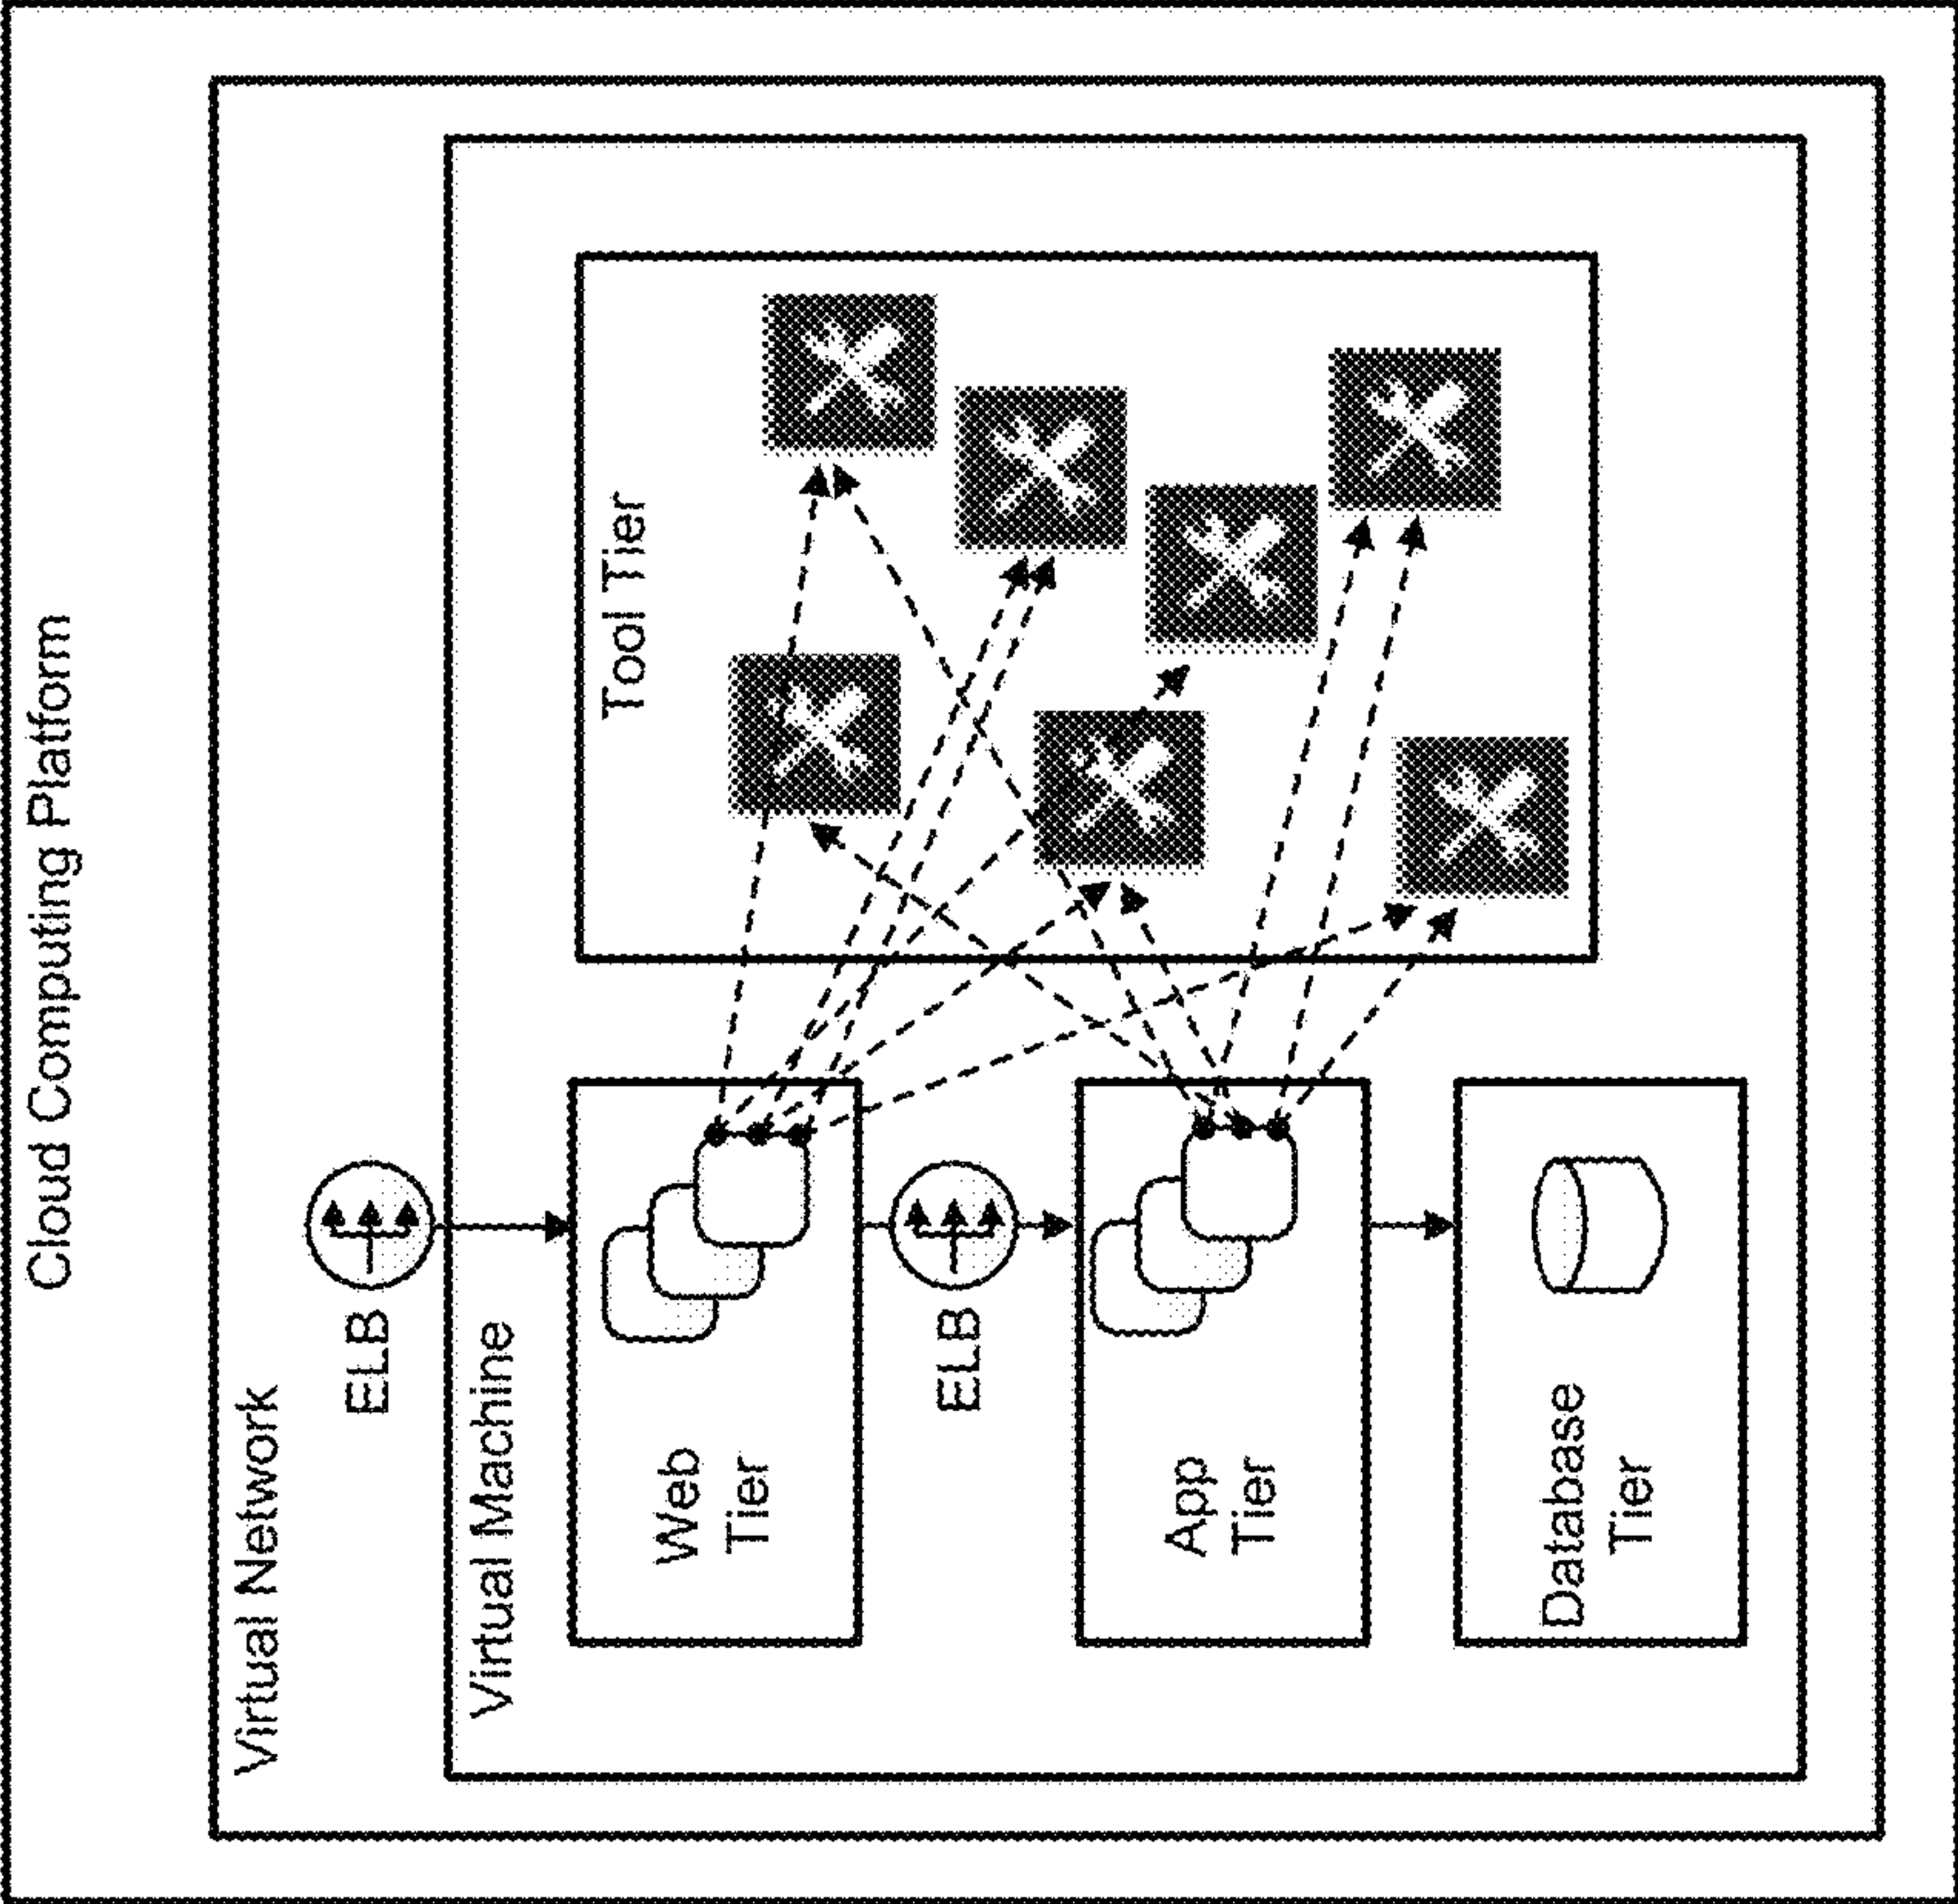 Cloud Computing Platform
Virtual Network
ELB
Virtual Machine
Web
Tier
ELB
App
Tier
Database
Tier
Tool Tier